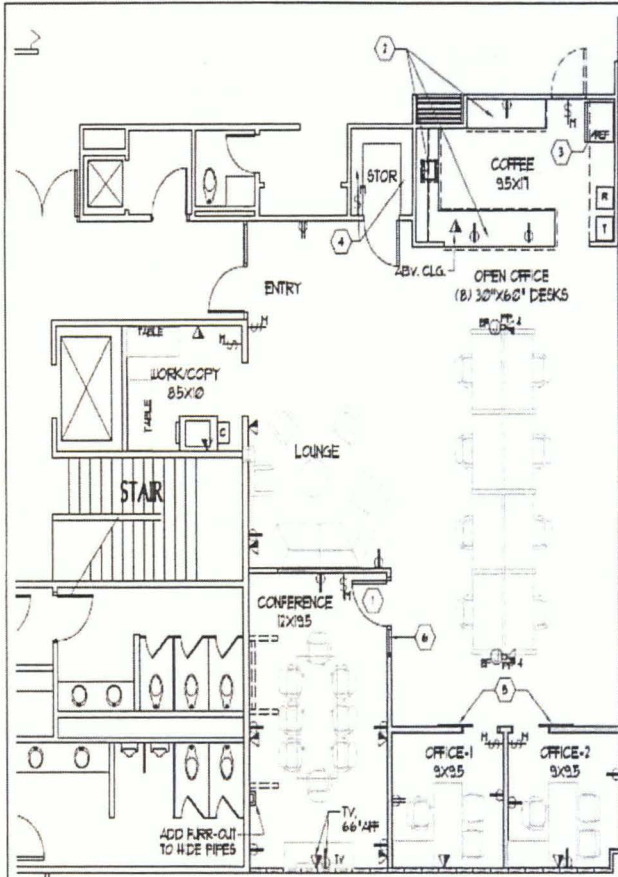 2
COFFEE
9.5X17
REF
3
R
T
STOR
4
ABV. CLG.
ENTRY
OPEN OFFICE
(8) 30"X60" DESKS
TABLE
WORK/COPY
8.5X10
TABLE
C
LOUNGE
STAIR
CONFERENCE
12X19.5
1
6
5
OFFICE-1
9X9.5
OFFICE-2
9X9.5
ADD FURR-OUT
TO HIDE PIPES
TV,
66"AFF
TV
H
H
H
H
H
H